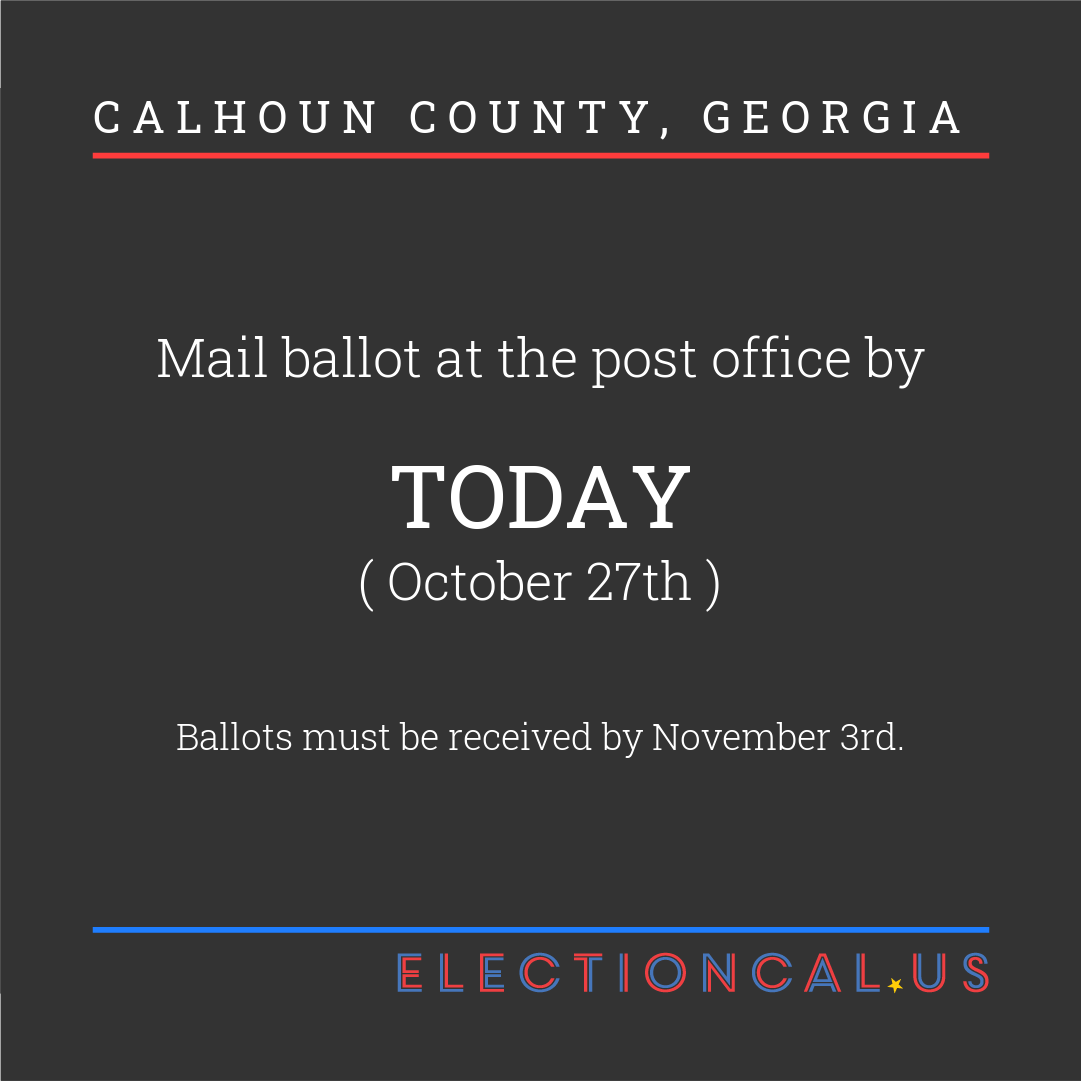 CALHOUN COUNTY, GEORGIA
Mail ballot at the post office by
TODAY
( October 27th )
Ballots must be received by November 3rd.
ELECTIONCAL.US